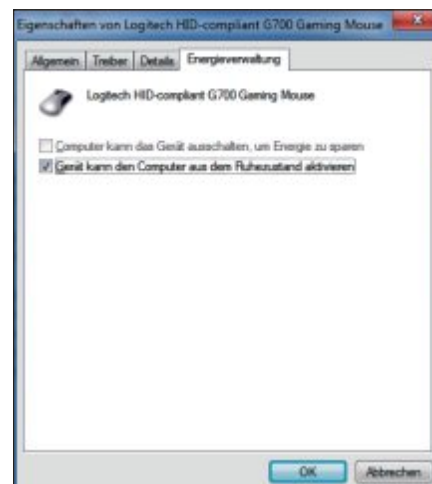 Eigenschaften von Logitech HID-compliant G700 Gaming Mouse
Allgemein Treiber Details Energieverwaltung
Logitech HID-compliant G700 Gaming Mouse
Computer kann das Gerät ausschalten, um Energie zu sparen
Gerät kann den Computer aus dem Ruhezustand aktivieren
OK Abbrechen